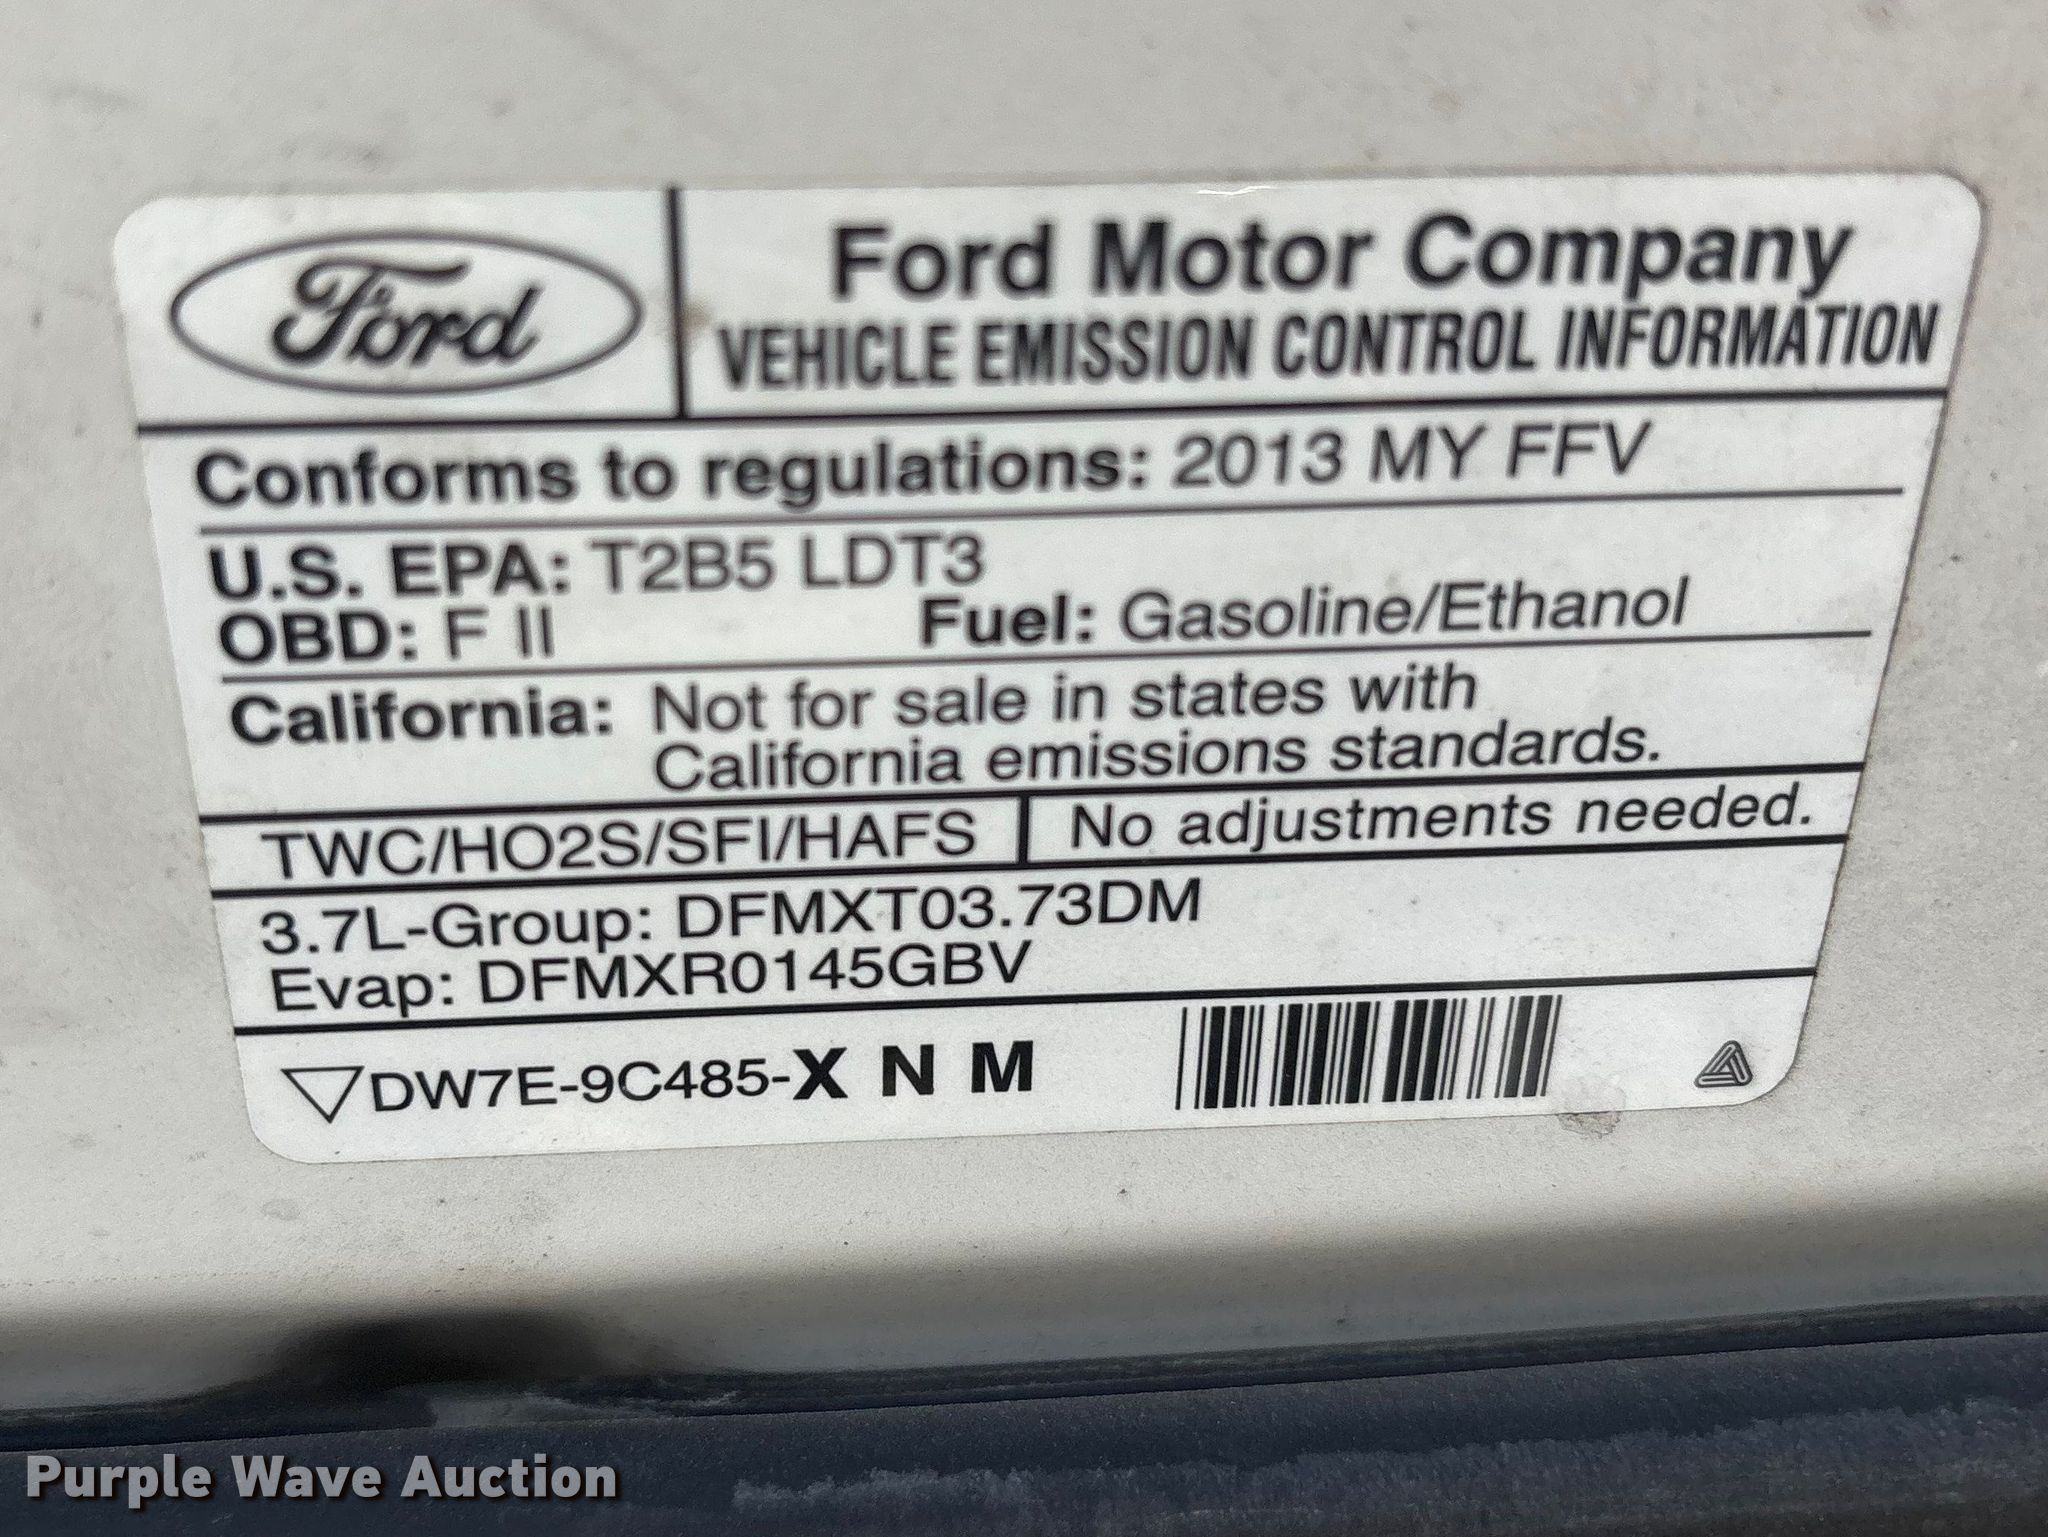 Ford
Ford Motor Company
VEHICLE EMISSION CONTROL INFORMATION
Conforms to regulations: 2013 MY FFV
U.S. EPA: T2B5 LDT3
OBD: F II Fuel: Gasoline/Ethanol
California: Not for sale in states with
California emissions standards.
TWC/HO2S/SFI/HAFS No adjustments needed.
3.7L-Group: DFMXT03.73DM
Evap: DFMXR0145GBV
DW7E-9C485-X N M
Purple Wave Auction